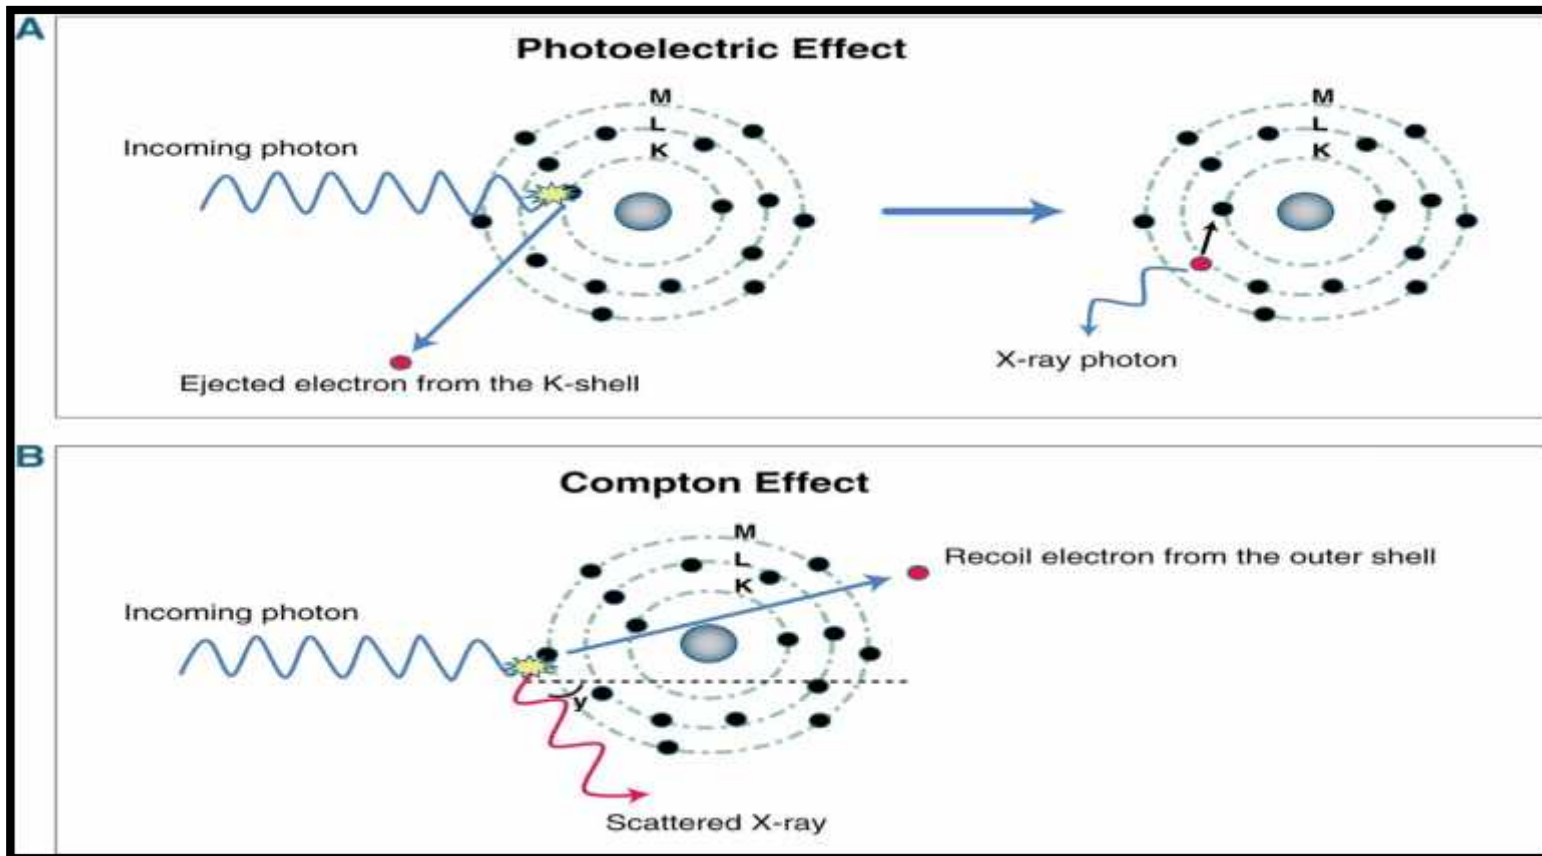 A
Photoelectric Effect
Incoming photon
M
L
K
M
L
K
Ejected electron from the K-shell
X-ray photon
B
Compton Effect
Incoming photon
M
L
K
Recoil electron from the outer shell
y
Scattered X-ray